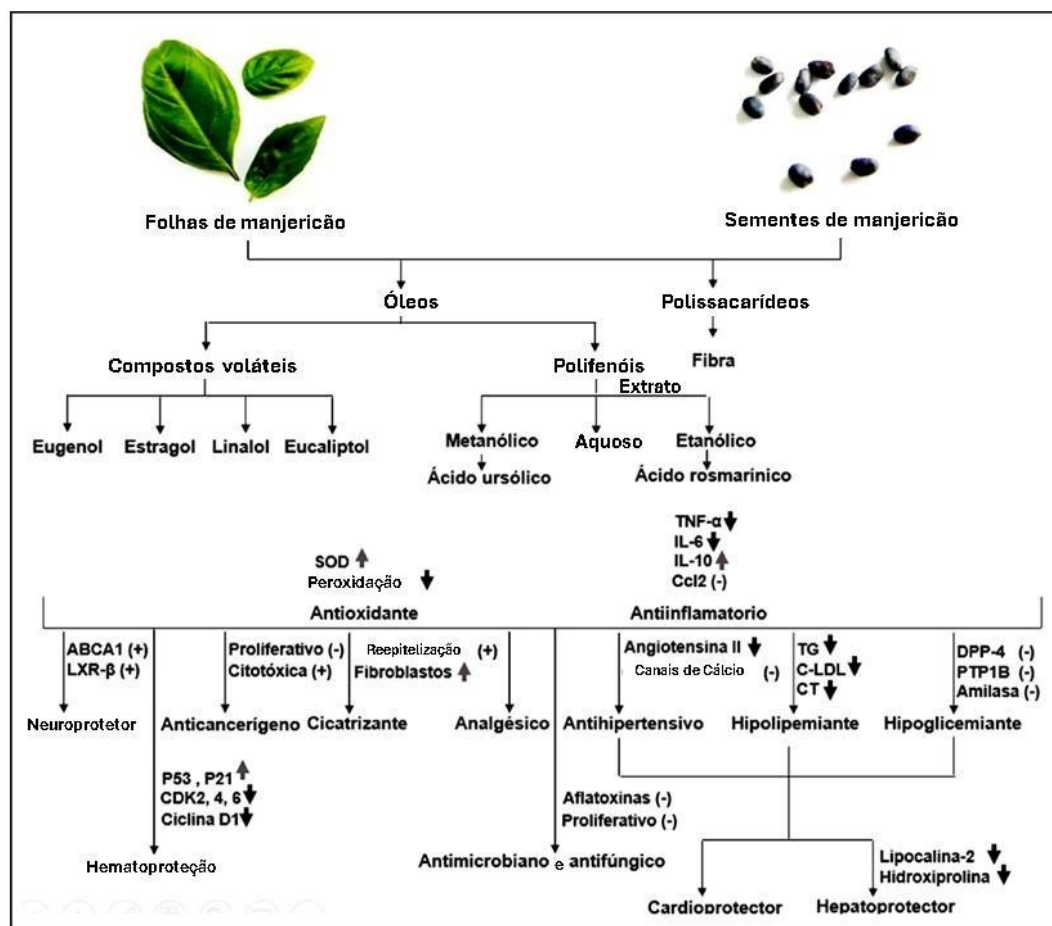 Folhas de manjericão
Sementes de manjericão
Óleos
Polissacarídeos
Compostos voláteis
Polifenóis
Fibra
Extrato
Eugenol
Estragol
Linalol
Eucaliptol
Metanólico
Aquoso
Etanólico
Ácido ursólico
Ácido rosmarínico
TNF-α
IL-6
IL-10
Ccl2 (-)
SOD
Peroxidação
Antioxidante
Antiinflamatorio
ABCA1 (+)
LXR-β (+)
Neuroprotetor
Proliferativo (-)
Citotóxica (+)
Anticancerígeno
Reepitelização (+)
Fibroblastos
Cicatrizante
Analgésico
Angiotensina II
Canais de Cálcio (-)
Antihipertensivo
TG
C-LDL
CT
Hipolipemiante
DPP-4 (-)
PTP1B (-)
Amilasa (-)
Hipoglicemiante
P53 , P21
CDK2, 4, 6
Ciclina D1
Hematoproteção
Aflatoxinas (-)
Proliferativo (-)
Antimicrobiano e antifúngico
Lipocalina-2
Hidroxiprolina
Cardioprotector
Hepatoprotector